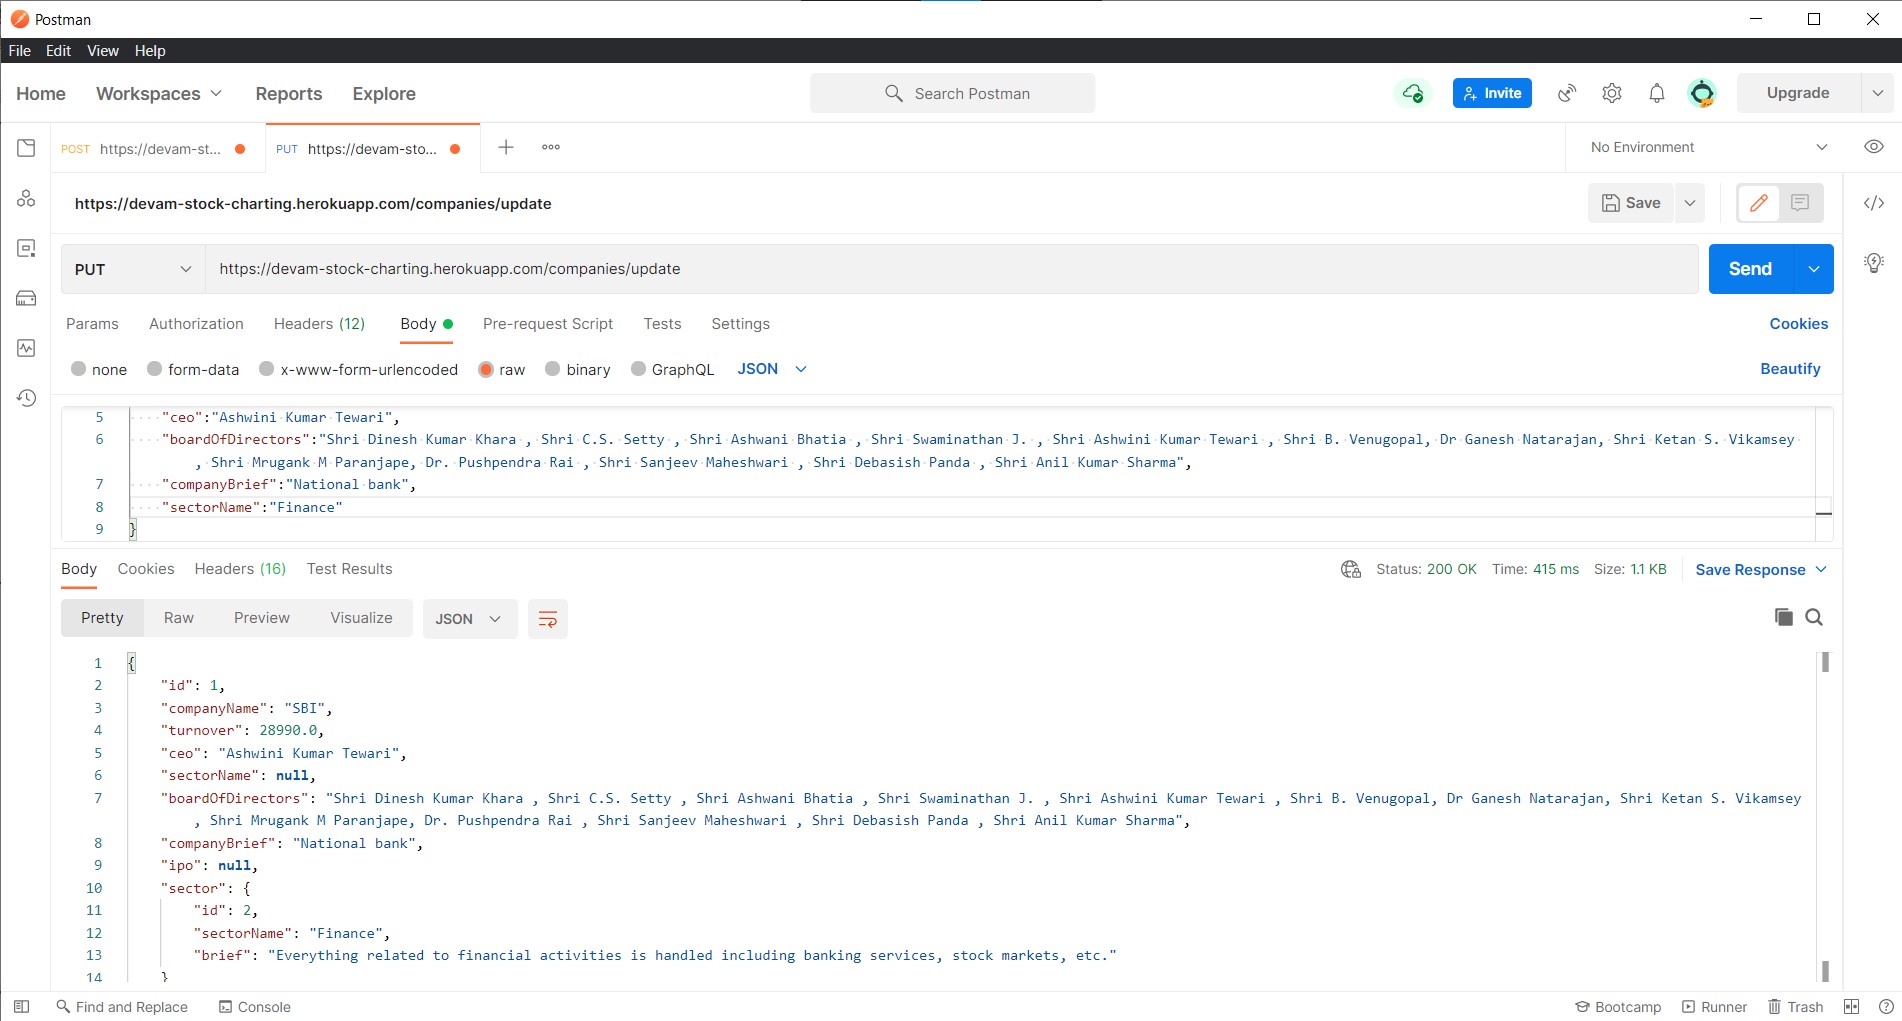 Postman
File Edit View Help
Home Workspaces Reports Explore Search Postman Invite Upgrade
POST https://devam-st... PUT https://devam-sto... No Environment
https://devam-stock-charting.herokuapp.com/companies/update Save
PUT https://devam-stock-charting.herokuapp.com/companies/update Send
Params Authorization Headers (12) Body Pre-request Script Tests Settings Cookies
none form-data x-www-form-urlencoded raw binary GraphQL JSON Beautify
5 "ceo":"Ashwini Kumar Tewari",
6 "boardOfDirectors":"Shri Dinesh Kumar Khara , Shri C.S. Setty , Shri Ashwani Bhatia , Shri Swaminathan J. , Shri Ashwini Kumar Tewari , Shri B. Venugopal, Dr Ganesh Natarajan, Shri Ketan S. Vikamsey
, Shri Mrugank M Paranjape, Dr. Pushpendra Rai , Shri Sanjeev Maheshwari , Shri Debasish Panda , Shri Anil Kumar Sharma",
7 "companyBrief":"National bank",
8 "sectorName":"Finance"
9 }
Body Cookies Headers (16) Test Results Status: 200 OK Time: 415 ms Size: 1.1 KB Save Response
Pretty Raw Preview Visualize JSON
1 {
2 "id": 1,
3 "companyName": "SBI",
4 "turnover": 28990.0,
5 "ceo": "Ashwini Kumar Tewari",
6 "sectorName": null,
7 "boardOfDirectors": "Shri Dinesh Kumar Khara , Shri C.S. Setty , Shri Ashwani Bhatia , Shri Swaminathan J. , Shri Ashwini Kumar Tewari , Shri B. Venugopal, Dr Ganesh Natarajan, Shri Ketan S. Vikamsey
, Shri Mrugank M Paranjape, Dr. Pushpendra Rai , Shri Sanjeev Maheshwari , Shri Debasish Panda , Shri Anil Kumar Sharma",
8 "companyBrief": "National bank",
9 "ipo": null,
10 "sector": {
11 "id": 2,
12 "sectorName": "Finance",
13 "brief": "Everything related to financial activities is handled including banking services, stock markets, etc."
14 }
Find and Replace Console Bootcamp Runner Trash